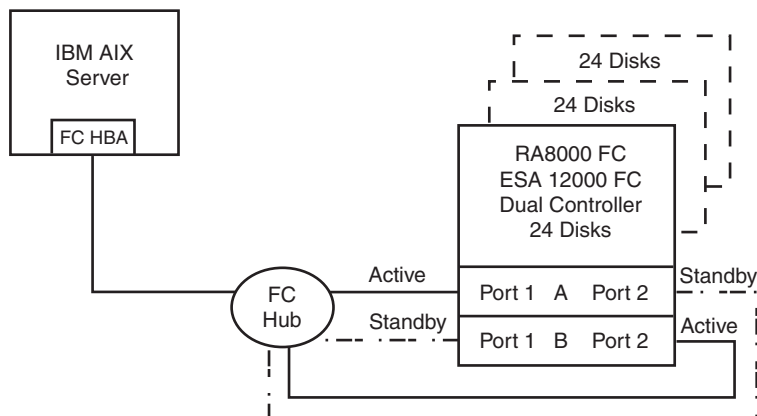 IBM AIX
Server
FC HBA
24 Disks
24 Disks
RA8000 FC
ESA 12000 FC
Dual Controller
24 Disks
Active
Port 1 A Port 2
Standby
FC
Hub
Standby
Port 1 B Port 2
Active